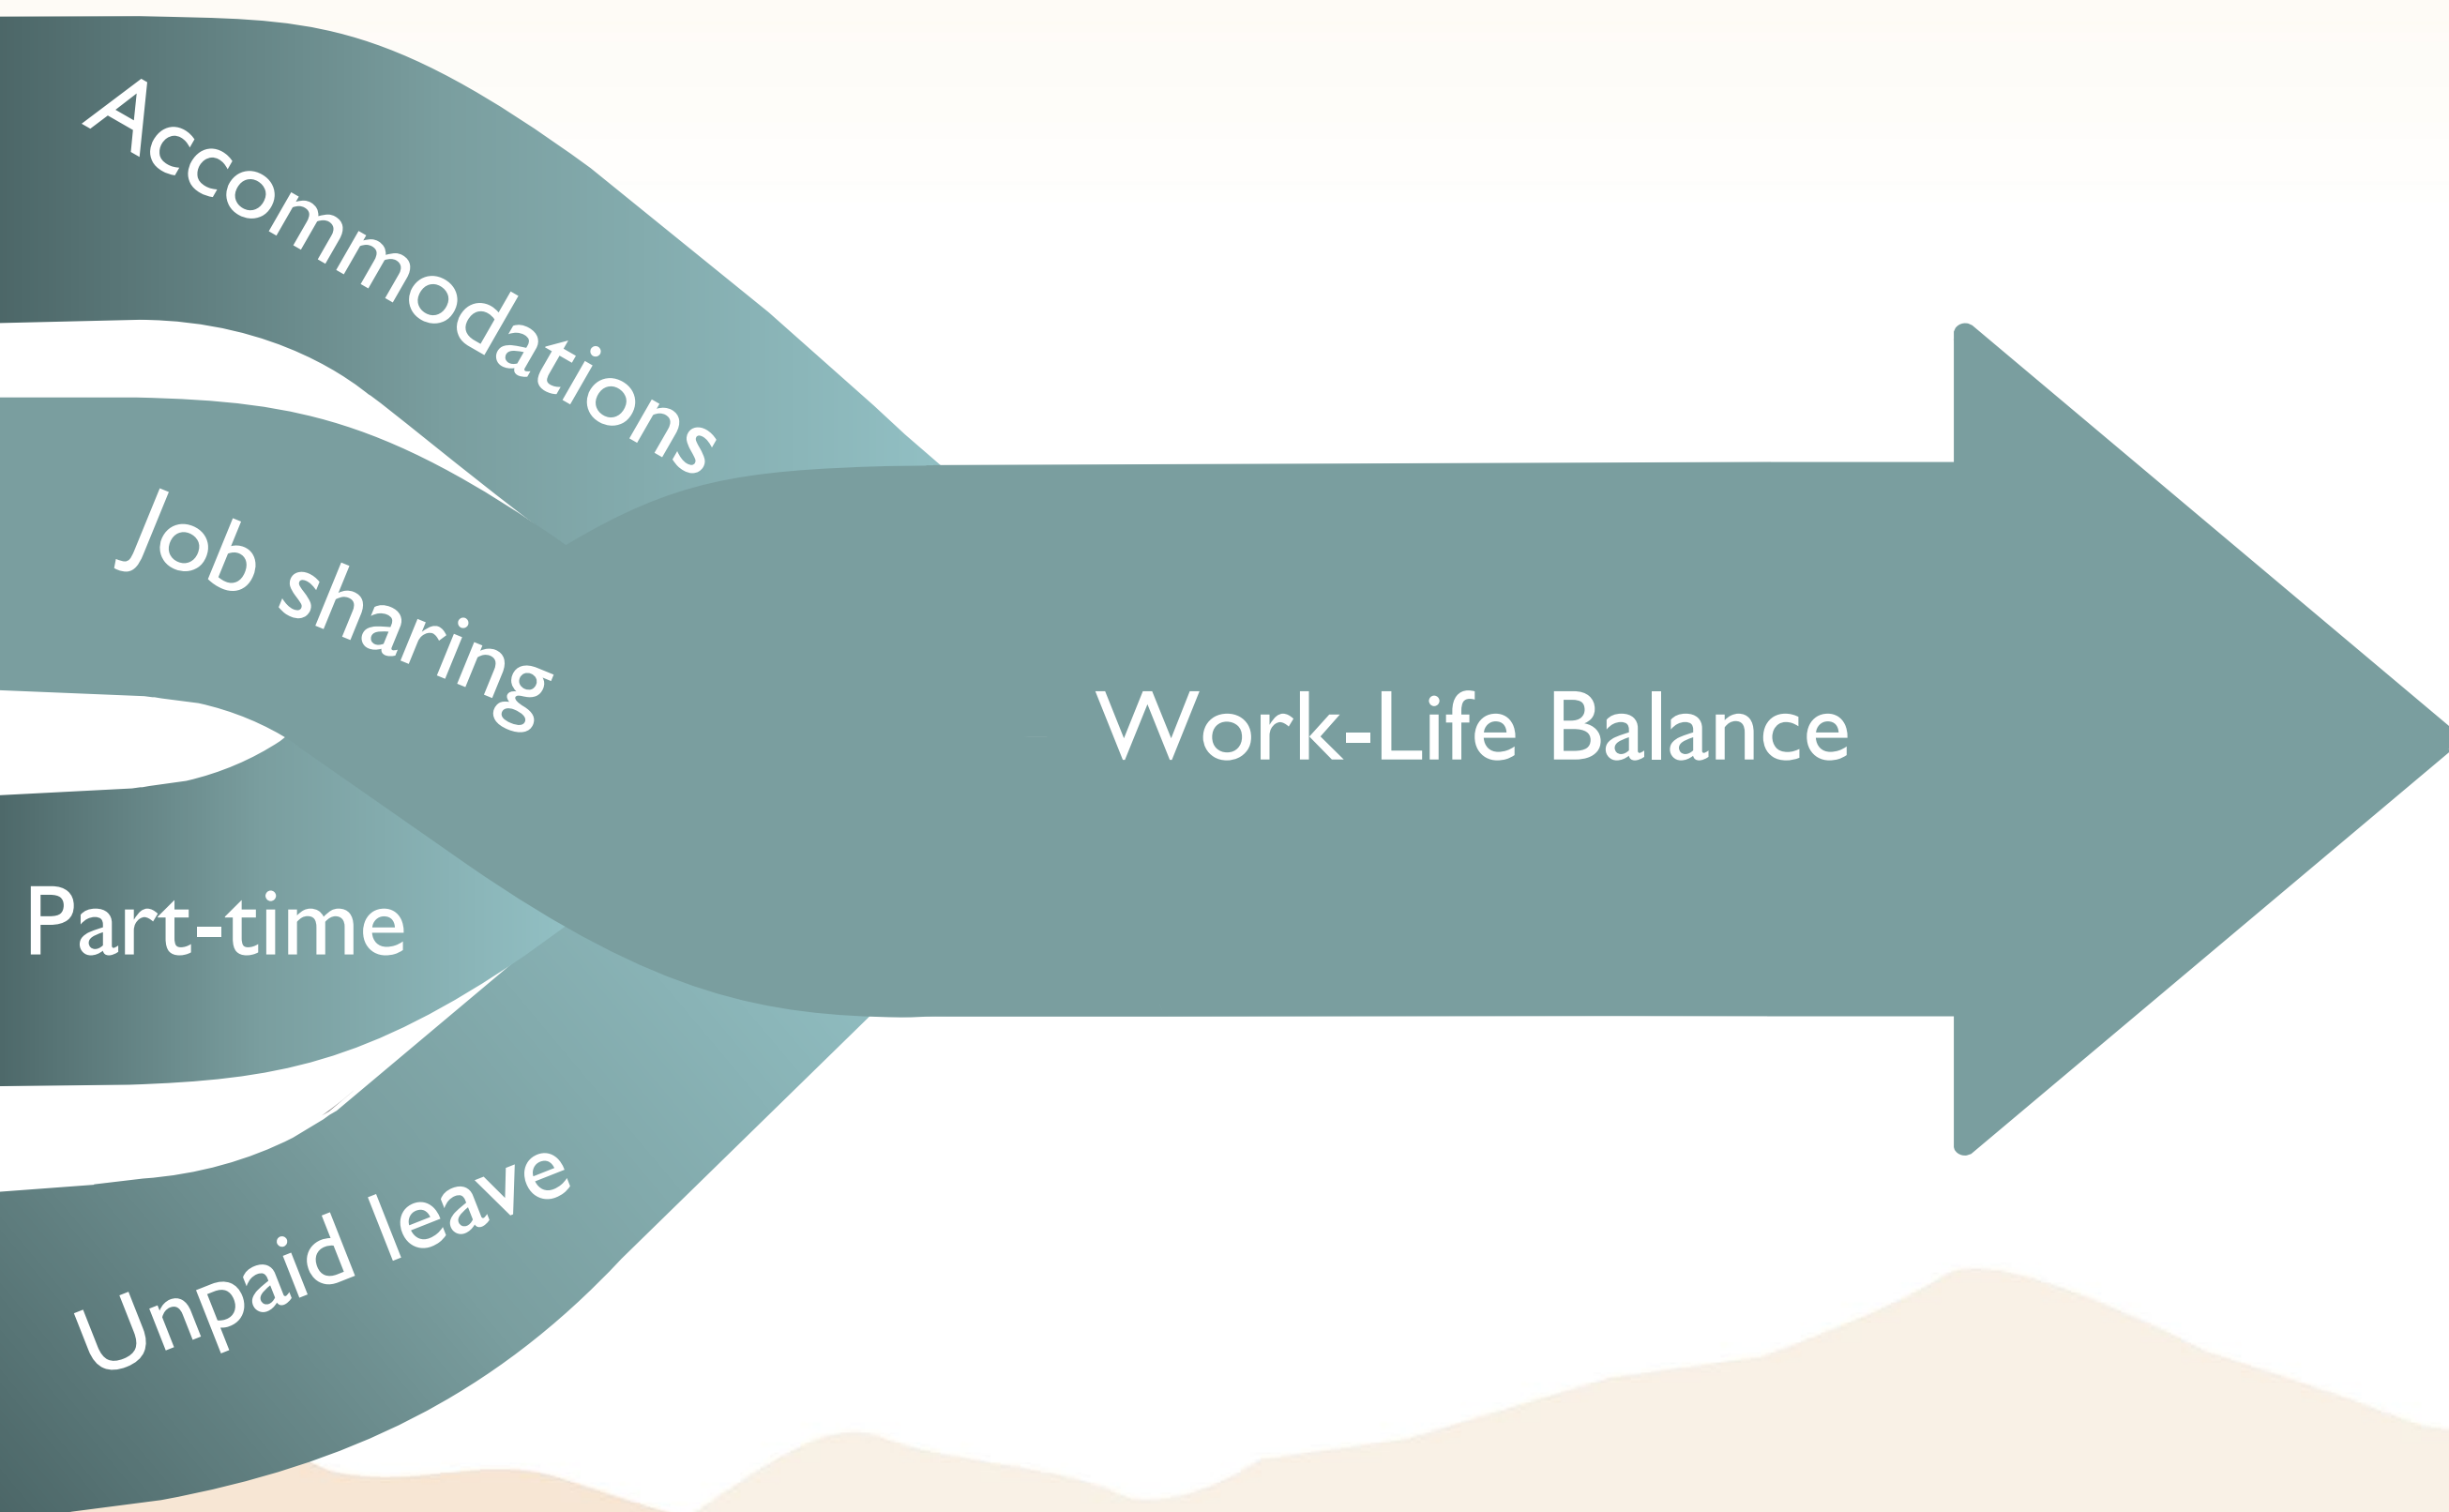 Accommodations
Job sharing
Work-Life Balance
Part-time
Unpaid leave